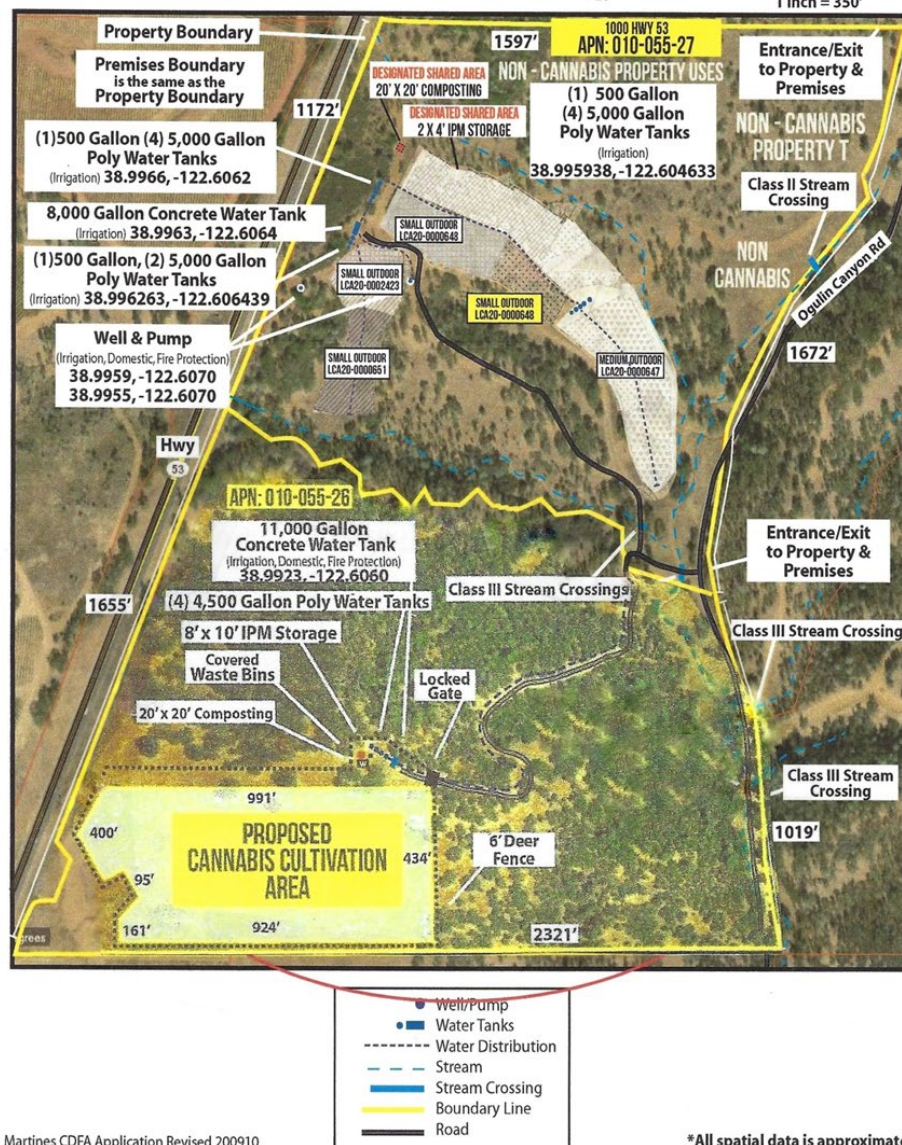 1 Inch = 350'
Property Boundary
Premises Boundary
is the same as the
Property Boundary
1172'
1597'
1000 HWY 53
APN: 010-055-27
NON - CANNABIS PROPERTY USES
Entrance/Exit
to Property &
Premises
DESIGNATED SHARED AREA
20' X 20' COMPOSTING
DESIGNATED SHARED AREA
2 X 4' IPM STORAGE
(1) 500 Gallon
(4) 5,000 Gallon
Poly Water Tanks
(Irrigation)
38.995938,-122.604633
NON - CANNABIS
PROPERTY T
(1)500 Gallon (4) 5,000 Gallon
Poly Water Tanks
(Irrigation) 38.9966,-122.6062
Class II Stream
Crossing
8,000 Gallon Concrete Water Tank
(Irrigation) 38.9963,-122.6064
SMALL OUTDOOR
LCA20-0000648
NON
CANNABIS
Ogulin Canyon Rd
(1)500 Gallon, (2) 5,000 Gallon
Poly Water Tanks
(Irrigation) 38.996263,-122.606439
SMALL OUTDOOR
LCA20-0002423
SMALL OUTDOOR
LCA20-0000648
Well & Pump
(Irrigation, Domestic, Fire Protection)
38.9959,-122.6070
38.9955,-122.6070
SMALL OUTDOOR
LCA20-0000651
MEDIUM OUTDOOR
LCA20-0000647
1672'
Hwy
53
APN: 010-055-26
11,000 Gallon
Concrete Water Tank
(Irrigation, Domestic, Fire Protection)
38.9923,-122.6060
Entrance/Exit
to Property &
Premises
1655'
(4) 4,500 Gallon Poly Water Tanks
Class III Stream Crossings
8' x 10' IPM Storage
Class III Stream Crossing
Covered
Waste Bins
Locked
Gate
20' x 20' Composting
W
Class III Stream
Crossing
991'
400'
PROPOSED
CANNABIS CULTIVATION
AREA
434'
6' Deer
Fence
1019'
95'
161'
924'
2321'
grees
Well/Pump
Water Tanks
Water Distribution
Stream
Stream Crossing
Boundary Line
Road
Martines CDFA Application Revised 200910
*All spatial data is approximate